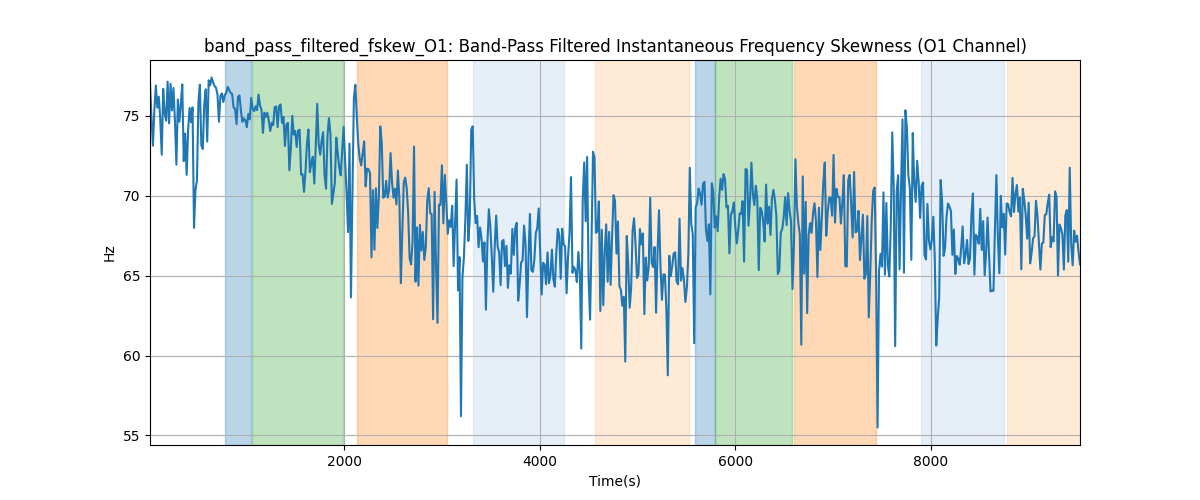 band_pass_filtered_fskew_O1: Band-Pass Filtered Instantaneous Frequency Skewness (O1 Channel)
75
70
65
60
55
Hz
2000 4000 6000 8000
Time(s)